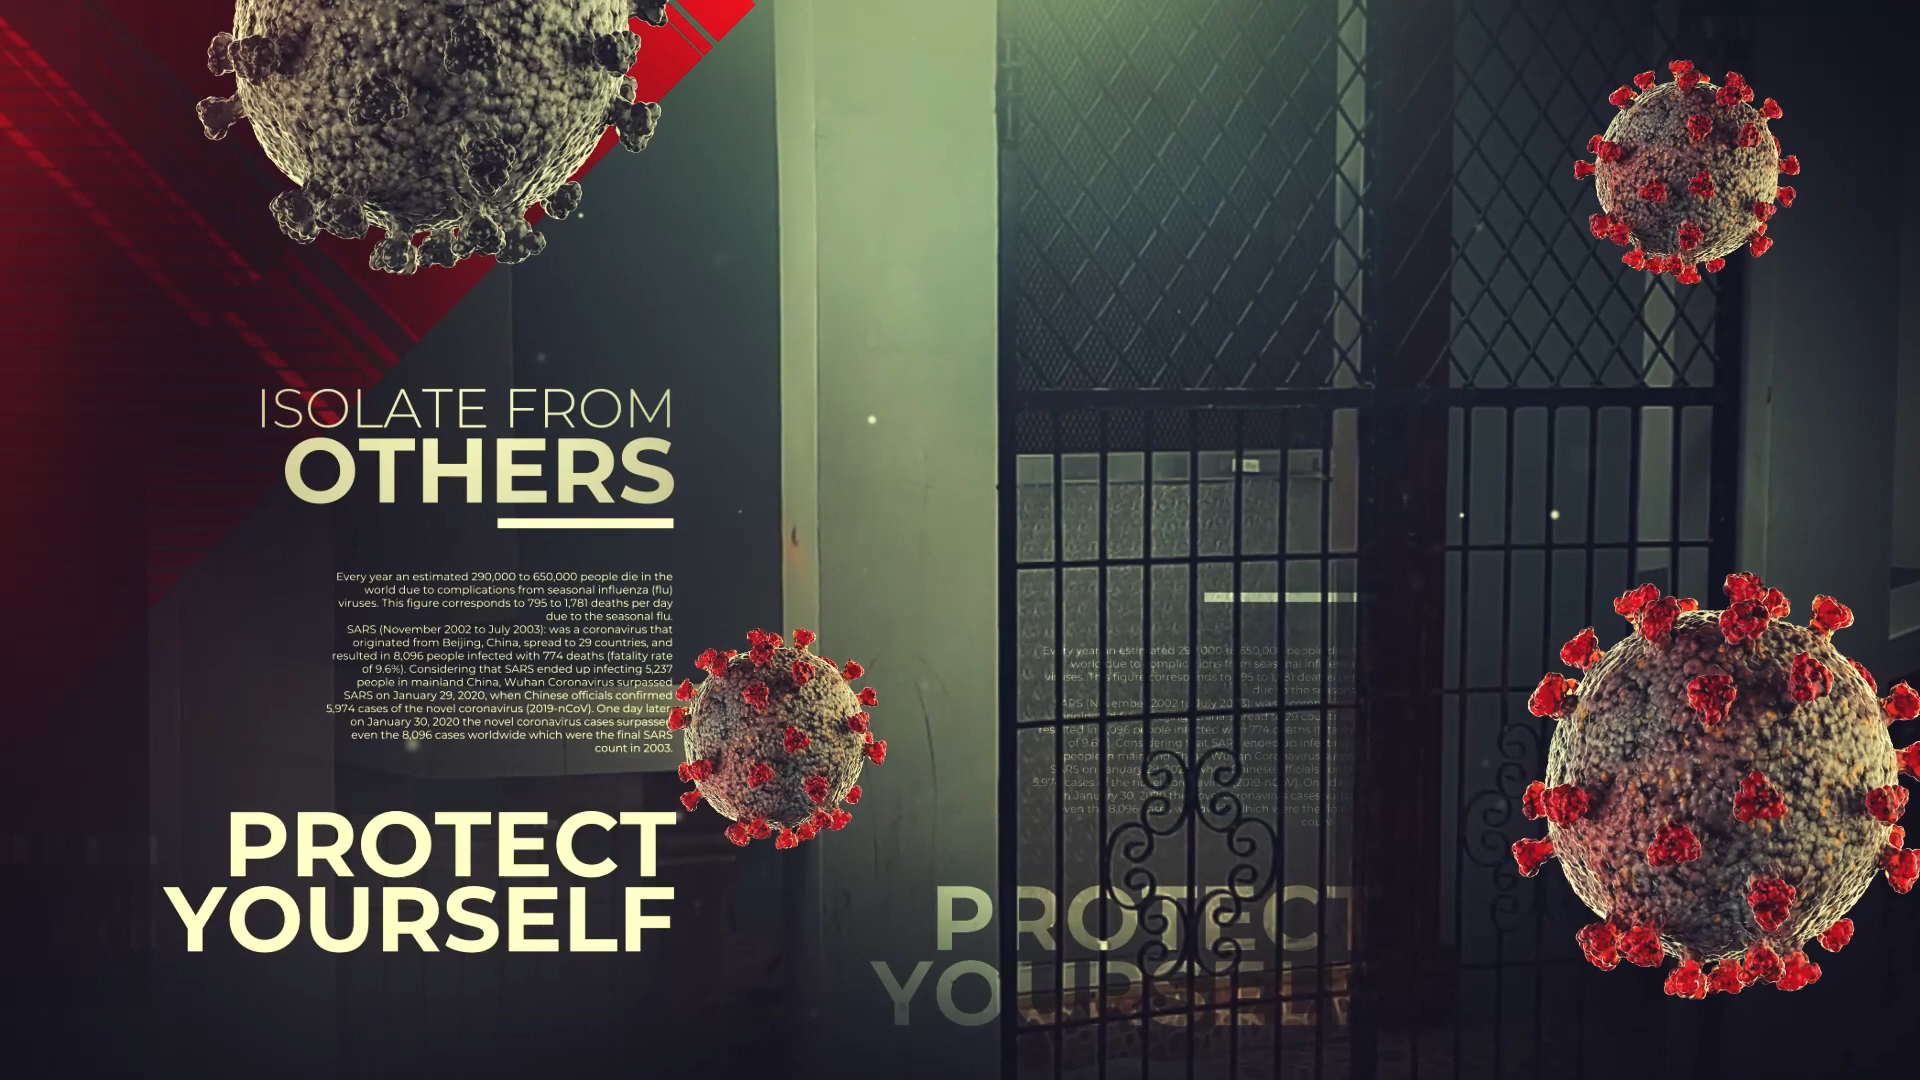 ISOLATE FROM
OTHERS
Every year an estimated 290,000 to 650,000 people die in the
world due to complications from seasonal influenza (flu)
viruses. This figure corresponds to 795 to 1,781 deaths per day
due to the seasonal flu.
SARS (November 2002 to July 2003): was a coronavirus that
originated from Beijing, China, spread to 29 countries, and
resulted in 8,096 people infected with 774 deaths (fatality rate
of 9.6%). Considering that SARS ended up infecting 5,237
people in mainland China, Wuhan Coronavirus surpassed
SARS on January 29, 2020, when Chinese officials confirmed
5,974 cases of the novel coronavirus (2019-nCoV). One day later,
on January 30, 2020 the novel coronavirus cases surpassed
even the 8,096 cases worldwide which were the final SARS
count in 2003.
PROTECT
YOURSELF
PROTECT
YOURSELF